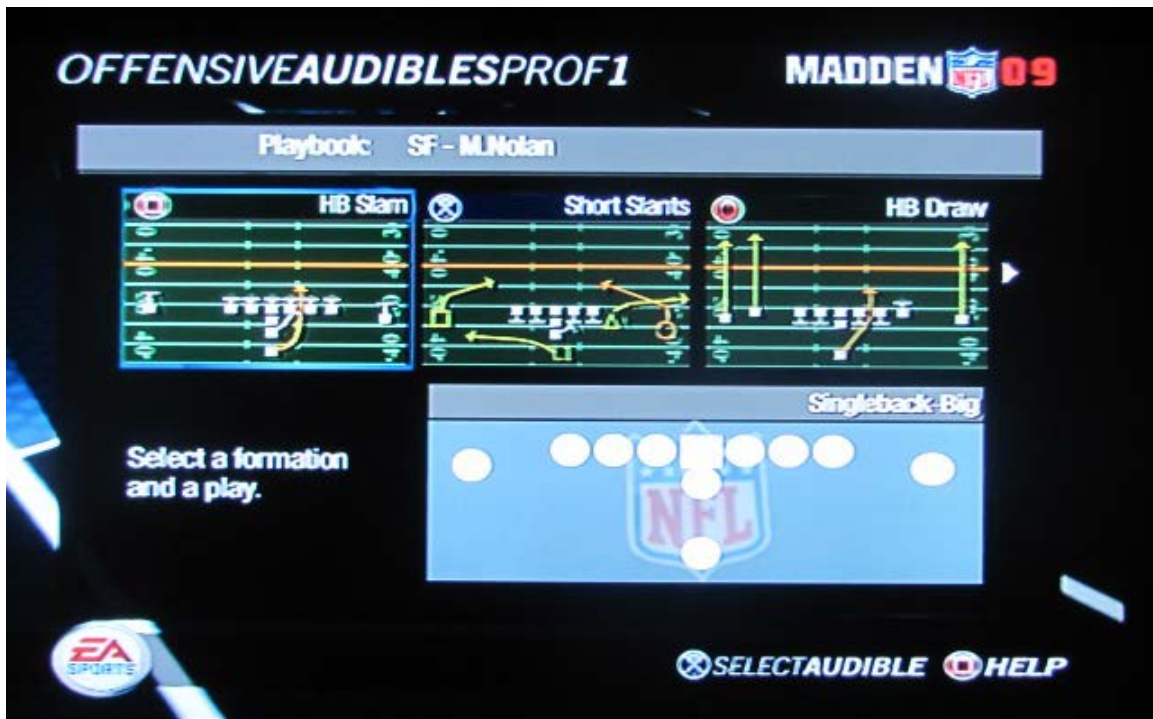 OFFENSIVEAUDIBLESPROF1
MADDEN NFL 09
Playbook: SF - M.Nolan
HB Slam
Short Slants
HB Draw
Singleback-Big
Select a formation
and a play.
NFL
EA
SPORTS
SELECTAUDIBLE
HELP